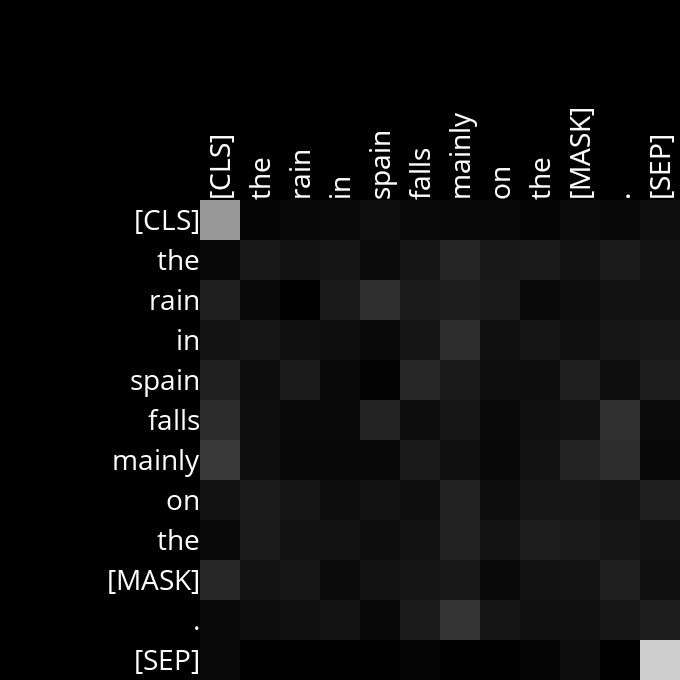 [CLS] the rain in spain falls mainly on the [MASK] . [SEP]
[CLS]
the
rain
in
spain
falls
mainly
on
the
[MASK]
.
[SEP]